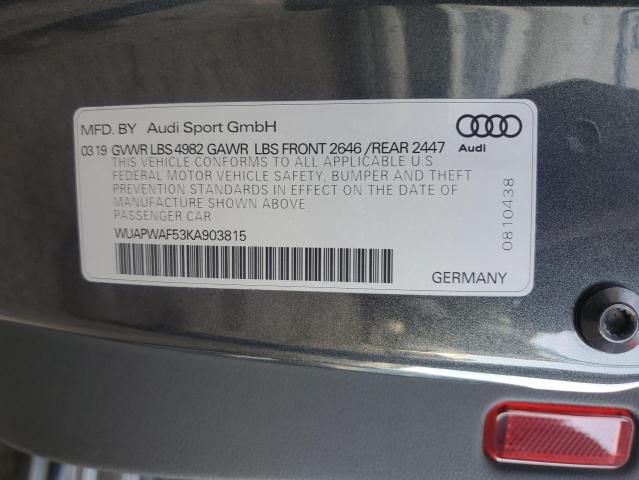 MFD. BY Audi Sport GmbH
03 19 GVWR LBS 4982 GAWR LBS FRONT 2646 /REAR 2447
THIS VEHICLE CONFORMS TO ALL APPLICABLE U.S
FEDERAL MOTOR VEHICLE SAFETY, BUMPER AND THEFT
PREVENTION STANDARDS IN EFFECT ON THE DATE OF
MANUFACTURE SHOWN ABOVE
PASSENGER CAR
WUAPWAF53KA903815
GERMANY
Audi
0810438